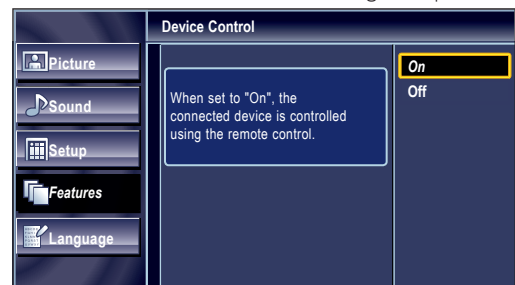 Device Control
Picture
Sound
Setup
Features
Language
When set to "On", the
connected device is controlled
using the remote control.
On
Off